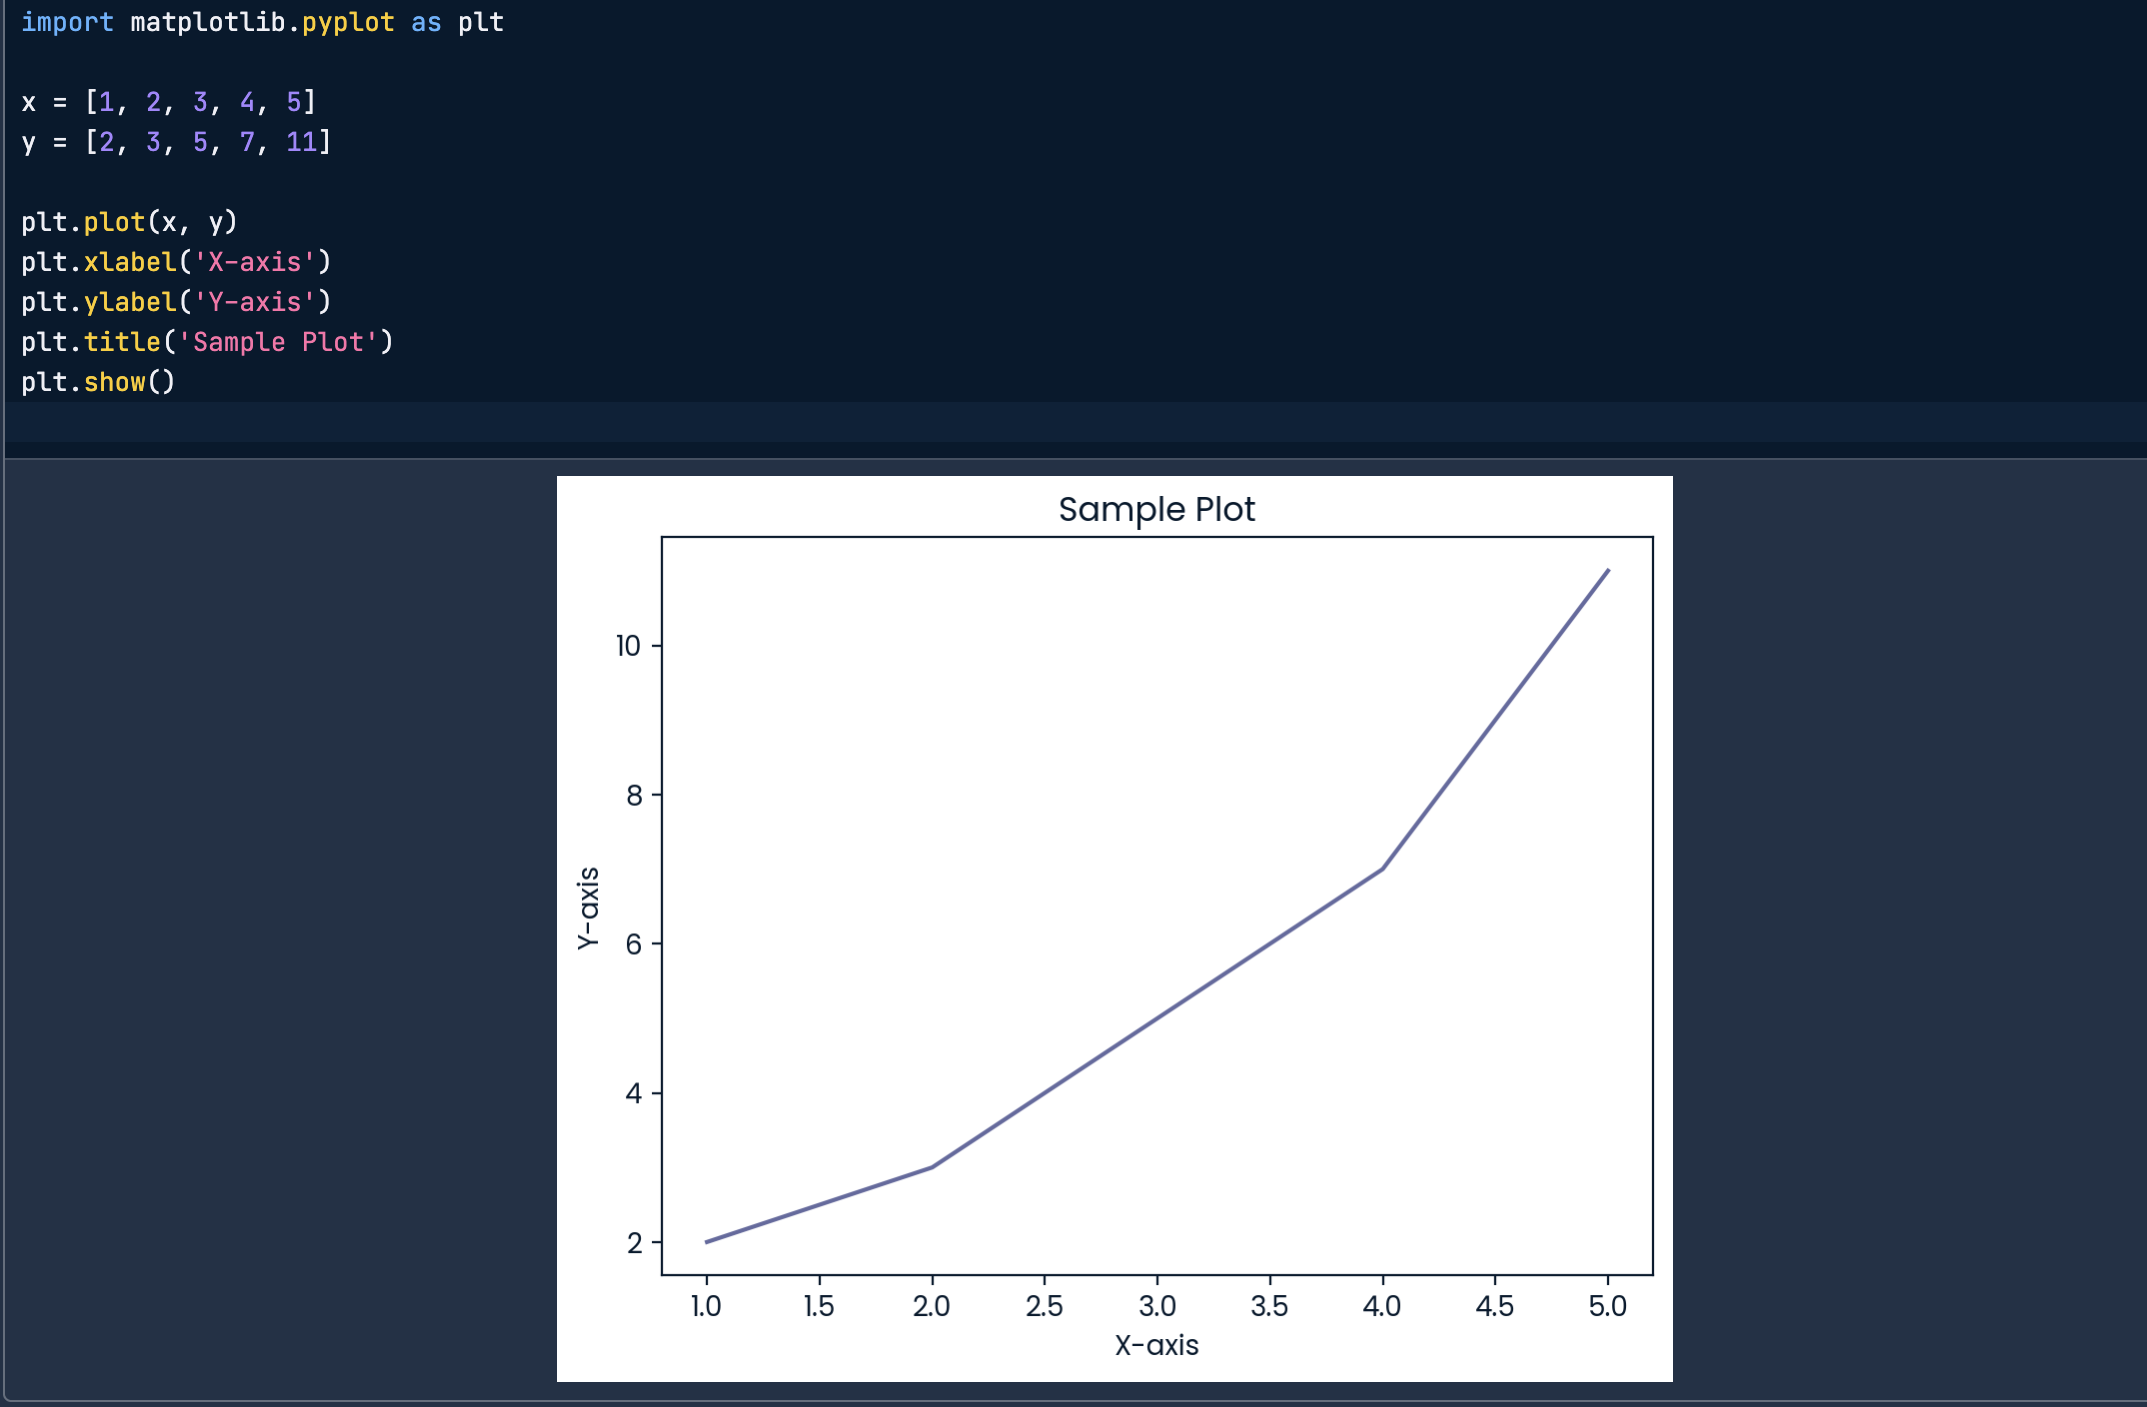 import matplotlib.pyplot as plt
x = [1, 2, 3, 4, 5]
y = [2, 3, 5, 7, 11]
plt.plot(x, y)
plt.xlabel('X-axis')
plt.ylabel('Y-axis')
plt.title('Sample Plot')
plt.show()
Sample Plot
10
8
Y-axis
6
4
2
1.0 1.5 2.0 2.5 3.0 3.5 4.0 4.5 5.0
X-axis